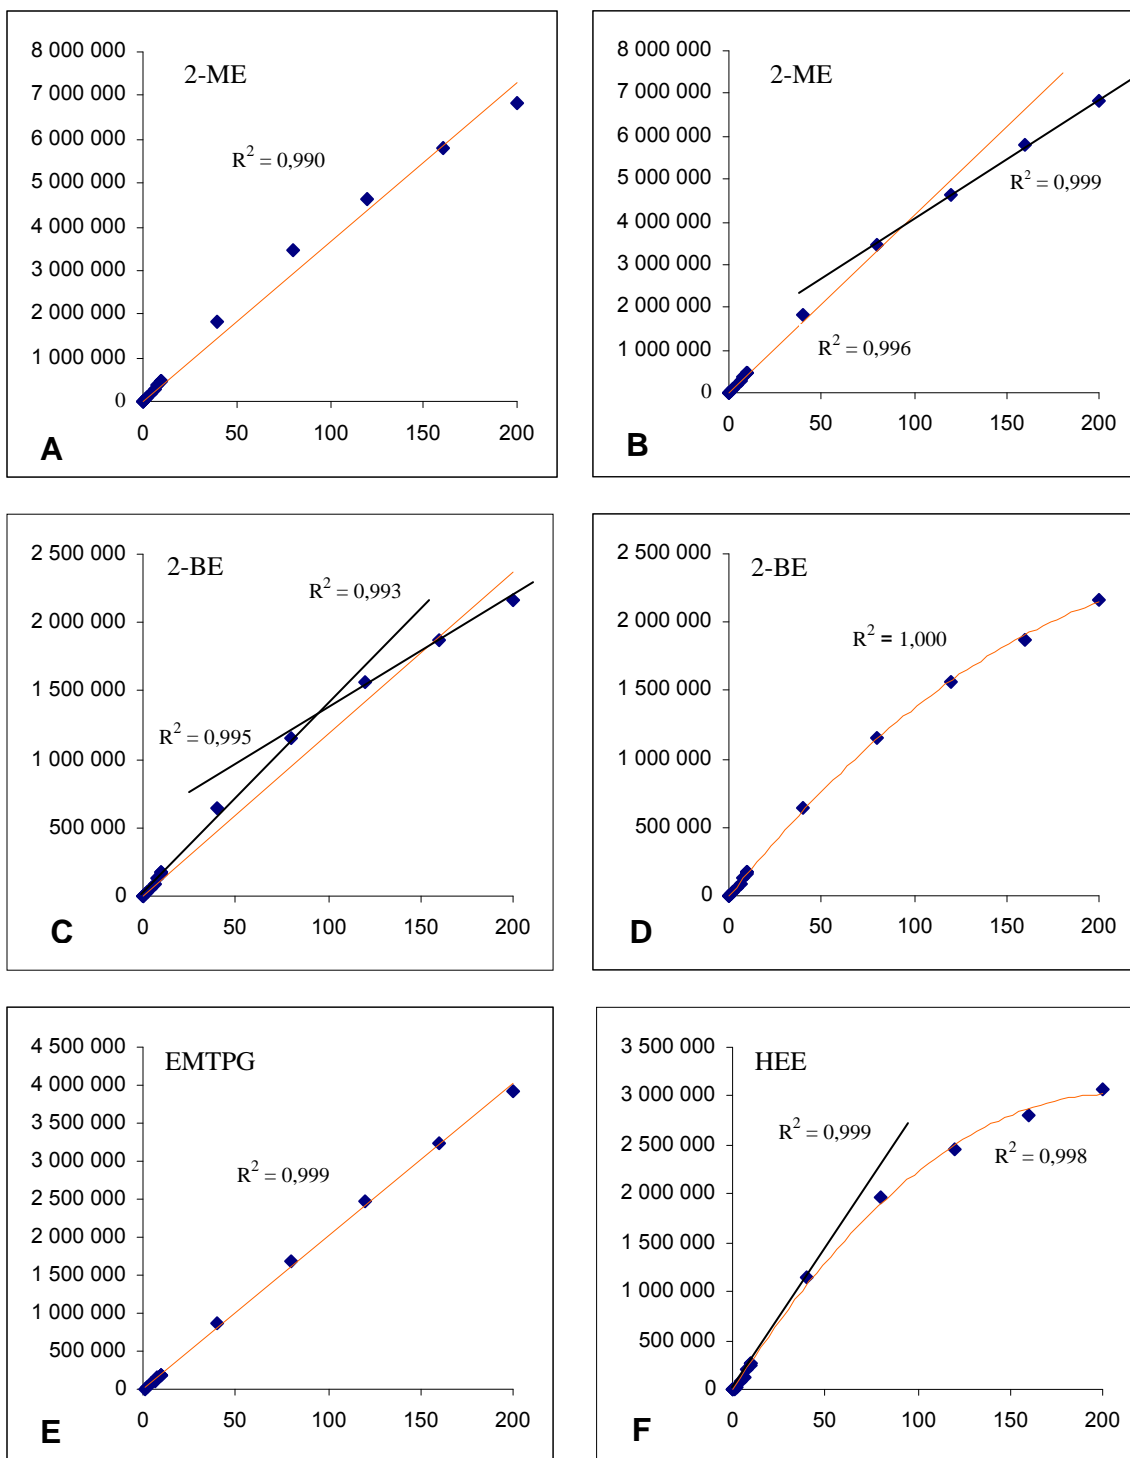 2-ME
8 000 000
7 000 000
6 000 000
5 000 000
4 000 000
3 000 000
2 000 000
1 000 000
0
R2 = 0,990
0 50 100 150 200
A
2-ME
8 000 000
7 000 000
6 000 000
5 000 000
4 000 000
3 000 000
2 000 000
1 000 000
0
R2 = 0,999
R2 = 0,996
0 50 100 150 200
B
2-BE
2 500 000
2 000 000
1 500 000
1 000 000
500 000
0
R2 = 0,993
R2 = 0,995
0 50 100 150 200
C
2-BE
2 500 000
2 000 000
1 500 000
1 000 000
500 000
0
R2 = 1,000
0 50 100 150 200
D
EMTPG
4 500 000
4 000 000
3 500 000
3 000 000
2 500 000
2 000 000
1 500 000
1 000 000
500 000
0
R2 = 0,999
0 50 100 150 200
E
HEE
3 500 000
3 000 000
2 500 000
2 000 000
1 500 000
1 000 000
500 000
0
R2 = 0,999
R2 = 0,998
0 50 100 150 200
F